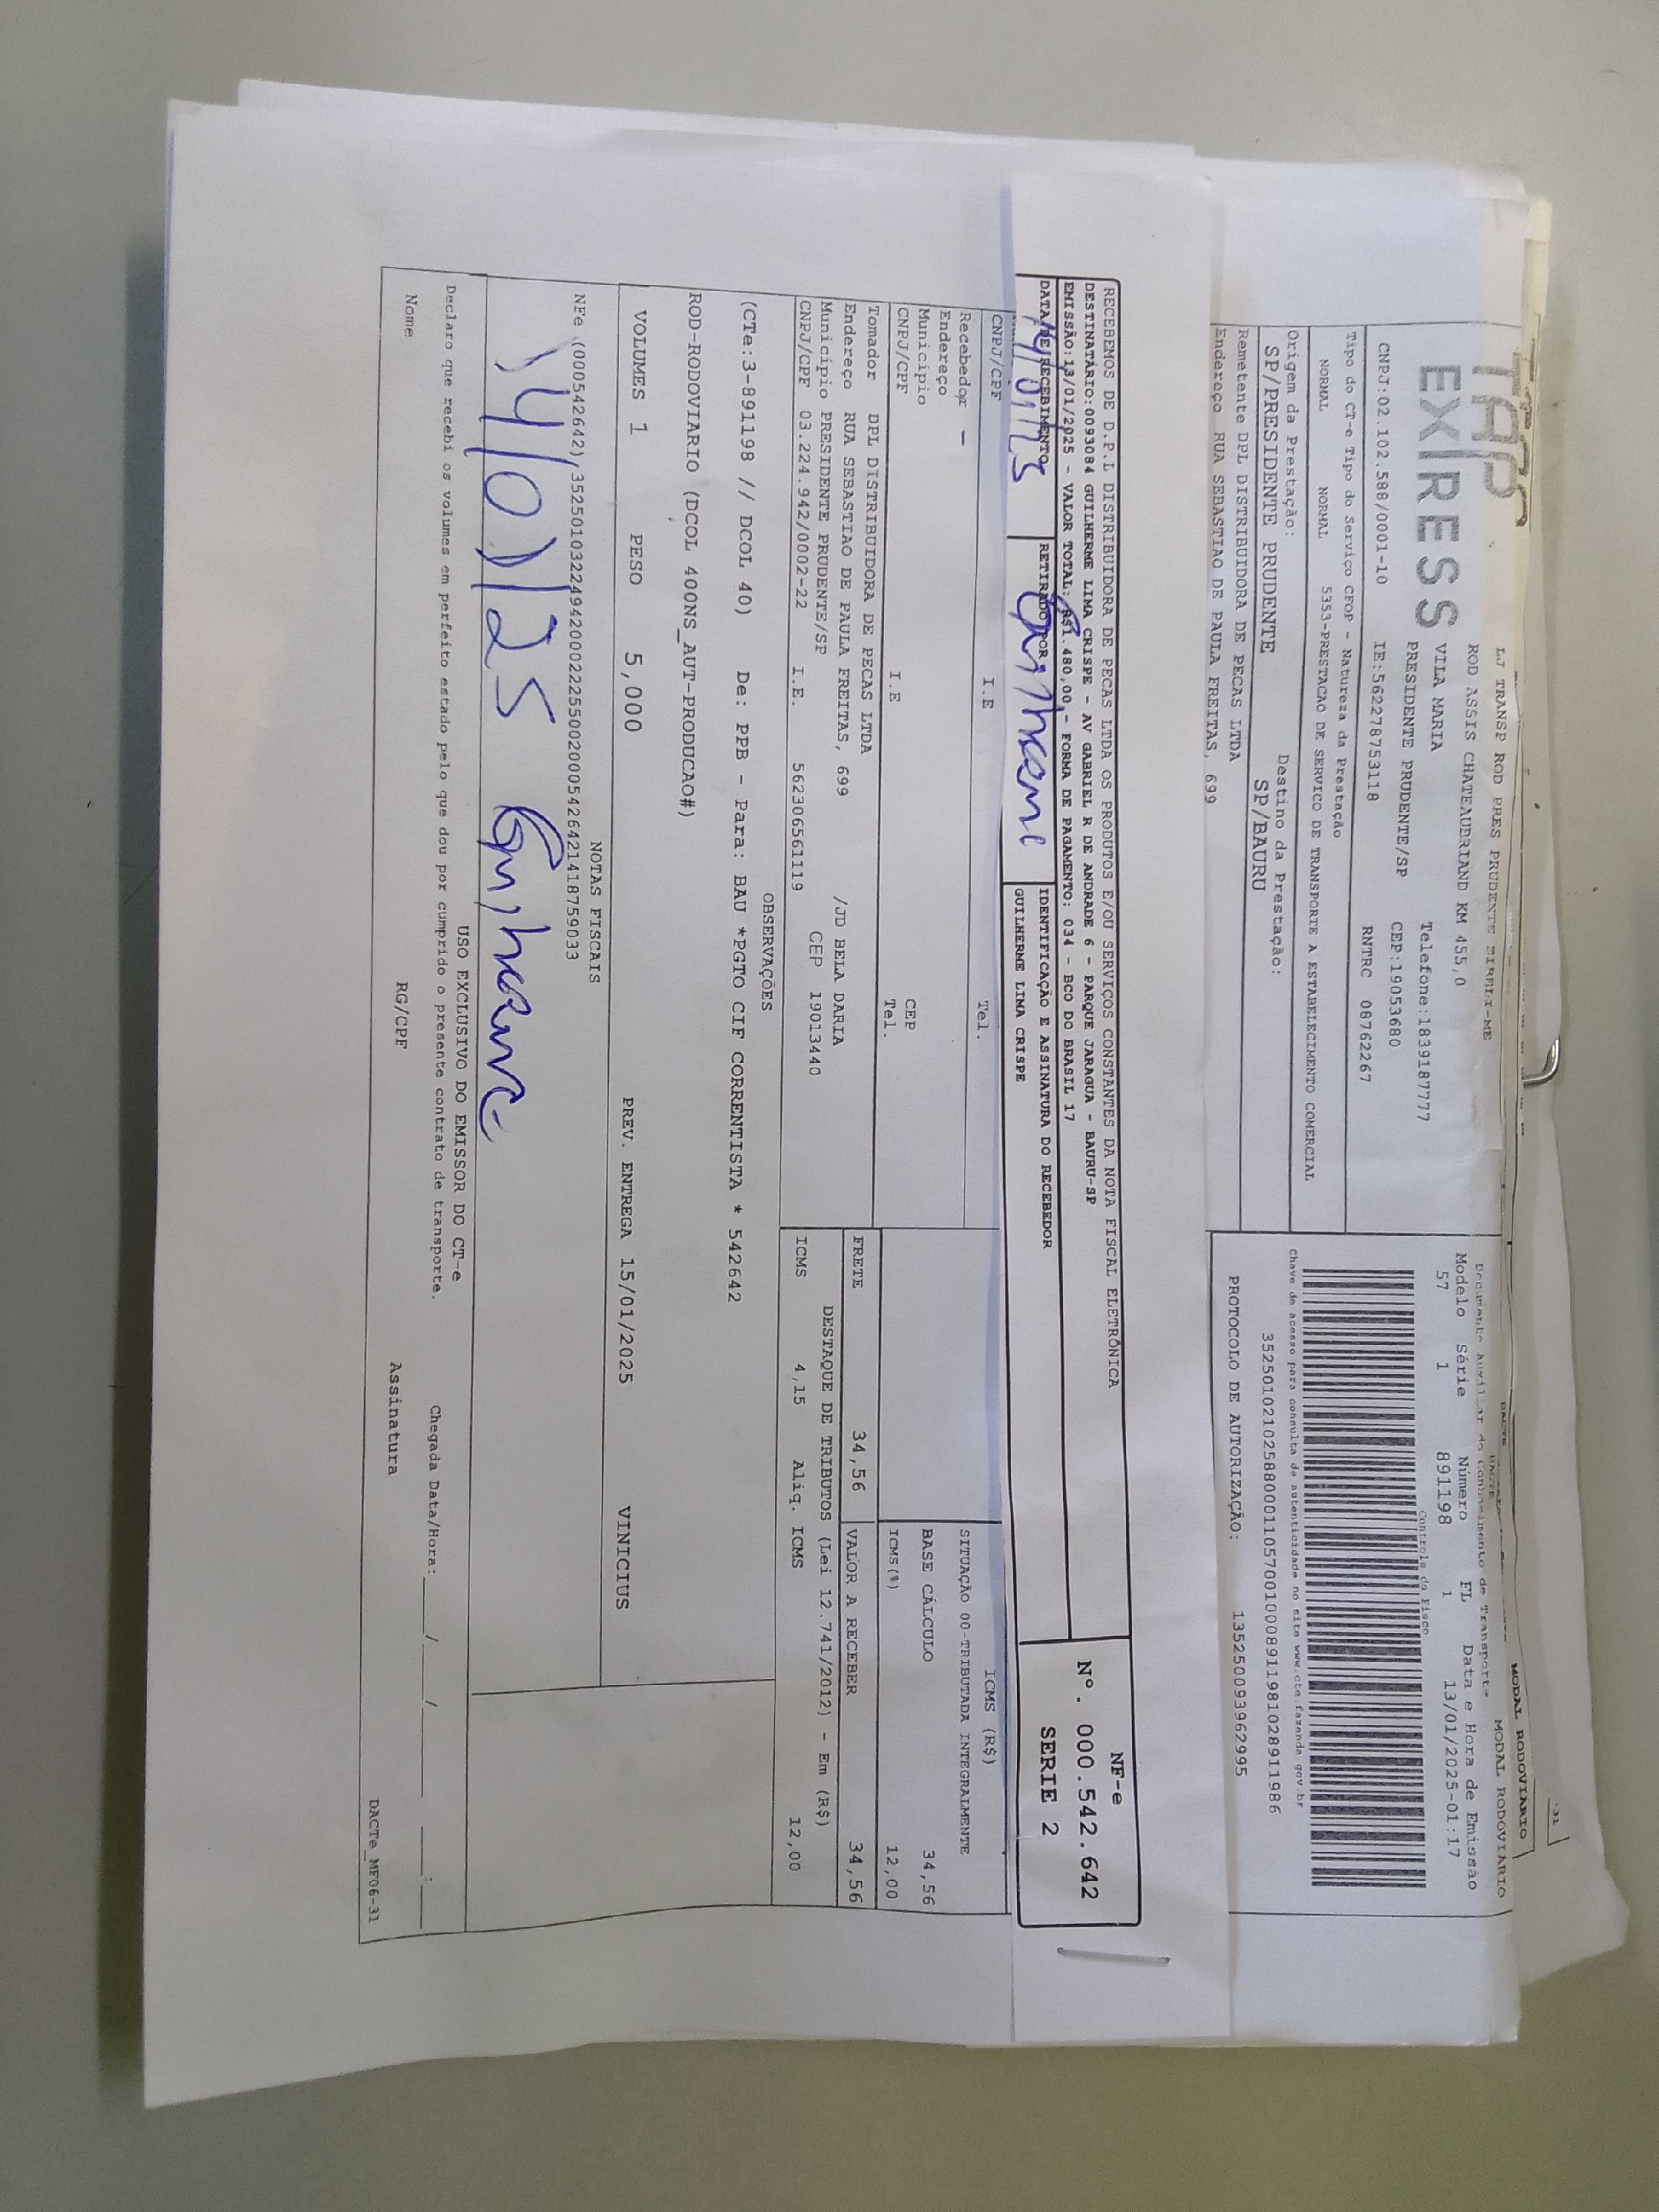 MODAL RODOVIÁRIO
LJ TRANSP ROD PRES PRUDENTE EIRELI-ME
TAPS
EXPRESS
ROD ASSIS CHATEAUBRIAND KM 455,0
VILA MARIA
Telefone:1839187777
PRESIDENTE PRUDENTE/SP
CEP:19053680
CNPJ:02.102.588/0001-10
IE:562278753118
RNTRC 08762267
MODAL RODOVIÁRIO
Documento Auxiliar do Conhecimento de Transporte
Modelo Série Número FL Data e Hora de Emissão
57 1 891198 1 13/01/2025-01:17
Controle do Fisco
Tipo do CT-e Tipo do Serviço CFOP - Natureza da Prestação
NORMAL NORMAL 5353-PRESTACAO DE SERVICO DE TRANSPORTE A ESTABELECIMENTO COMERCIAL
Chave de acesso para consulta de autenticidade no site www.cte.fazenda.gov.br
Origem da Prestação: Destino da Prestação:
SP/PRESIDENTE PRUDENTE SP/BAURU
35250102102588000110570010008911981028911986
Remetente DPL DISTRIBUIDORA DE PECAS LTDA
Endereço RUA SEBASTIAO DE PAULA FREITAS, 699
PROTOCOLO DE AUTORIZAÇÃO: 135250093962995
RECEBEMOS DE D.P.L DISTRIBUIDORA DE PECAS LTDA OS PRODUTOS E/OU SERVIÇOS CONSTANTES DA NOTA FISCAL ELETRÔNICA
DESTINATÁRIO:0093084 GUILHERME LIMA CRISPE - AV GABRIEL R DE ANDRADE 6 - PARQUE JARAGUA - BAURU-SP
EMISSÃO:13/01/2025 - VALOR TOTAL: R$1.480,00 - FORMA DE PAGAMENTO: 034 - BCO DO BRASIL 17
NF-e
Nº. 000.542.642
SERIE 2
DATA DE RECEBIMENTO
RETIRADO POR
Guilherme
IDENTIFICAÇÃO E ASSINATURA DO RECEBEDOR
GUILHERME LIMA CRISPE
CNPJ/CPF I.E Tel.
ICMS (R$)
Recebedor -
Endereço
Município CEP
CNPJ/CPF I.E Tel.
SITUAÇÃO 00-TRIBUTADA INTEGRALMENTE
BASE CÁLCULO 34,56
ICMS(%) 12,00
Tomador DPL DISTRIBUIDORA DE PECAS LTDA
Endereço RUA SEBASTIAO DE PAULA FREITAS, 699 /JD BELA DARIA
Município PRESIDENTE PRUDENTE/SP CEP 19013440
CNPJ/CPF 03.224.942/0002-22 I.E. 562306561119
FRETE 34,56 VALOR A RECEBER 34,56
DESTAQUE DE TRIBUTOS (Lei 12.741/2012) - Em (R$)
ICMS 4,15 Aliq. ICMS 12,00
OBSERVAÇÕES
(CTe:3-891198 // DCOL 40) De: PPB - Para: BAU *PGTO CIF CORRENTISTA * 542642
ROD-RODOVIARIO (DCOL 400NS_AUT-PRODUCAO#)
VOLUMES 1 PESO 5,000 PREV. ENTREGA 15/01/2025 VINICIUS
NOTAS FISCAIS
NFe (000542642),35250103224942000222550020005426421418759033
14/01/25 Guilherme
USO EXCLUSIVO DO EMISSOR DO CT-e
Declaro que recebi os volumes em perfeito estado pelo que dou por cumprido o presente contrato de transporte.
Chegada Data/Hora:____/____/______ ____:____
Nome RG/CPF Assinatura
DACTe_MF06-31